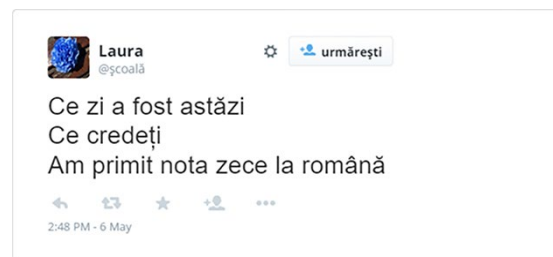 Laura
urmărești
@școală
Ce zi a fost astăzi
Ce credeți
Am primit nota zece la română
2:48 PM - 6 May